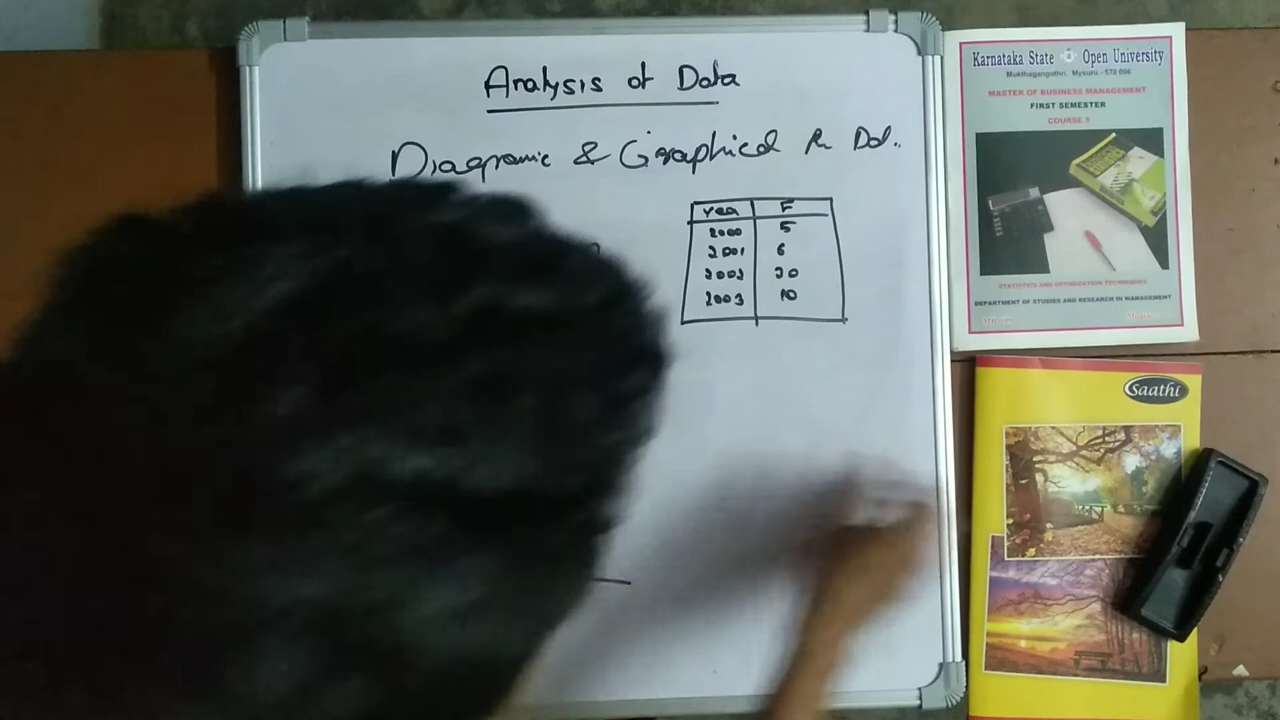 Analysis of Data
Diagramic & Graphical R Dat..
Year F
2000 5
2001 6
2002 20
2003 10
Karnataka State Open University
Mukthagangothri, Mysuru - 570 006
MASTER OF BUSINESS MANAGEMENT
FIRST SEMESTER
COURSE 5
STATISTICS AND OPTIMIZATION TECHNIQUES
DEPARTMENT OF STUDIES AND RESEARCH IN MANAGEMENT
Saathi